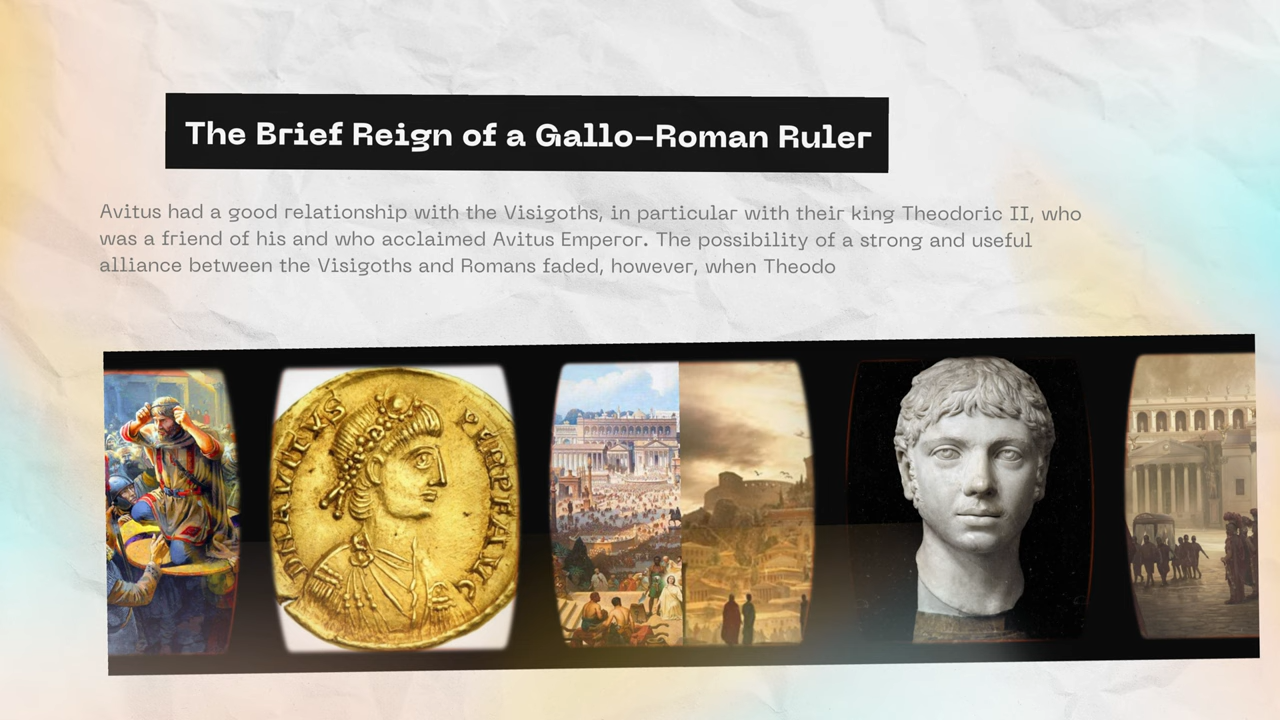 The Brief Reign of a Gallo-Roman Ruler
Avitus had a good relationship with the Visigoths, in particular with their king Theodoric II, who
was a friend of his and who acclaimed Avitus Emperor. The possibility of a strong and useful
alliance between the Visigoths and Romans faded, however, when Theodo
AVITVS PERPFAVC